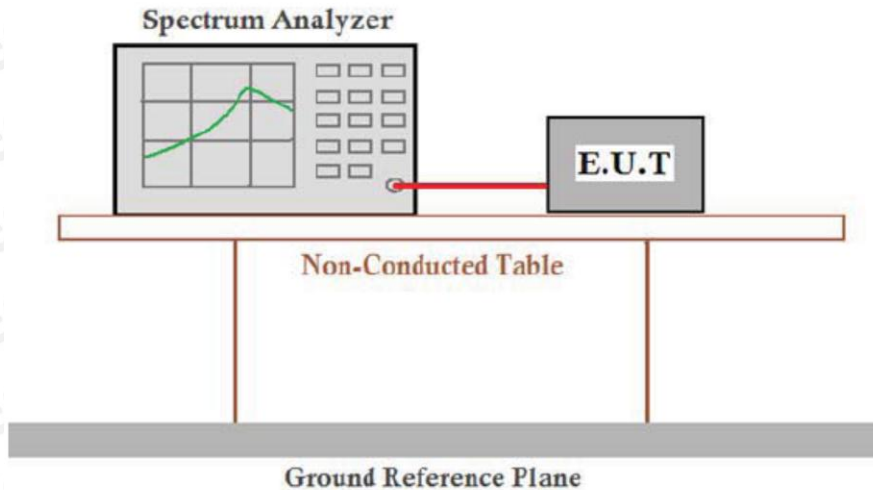 Spectrum Analyzer
E.U.T
Non-Conducted Table
Ground Reference Plane